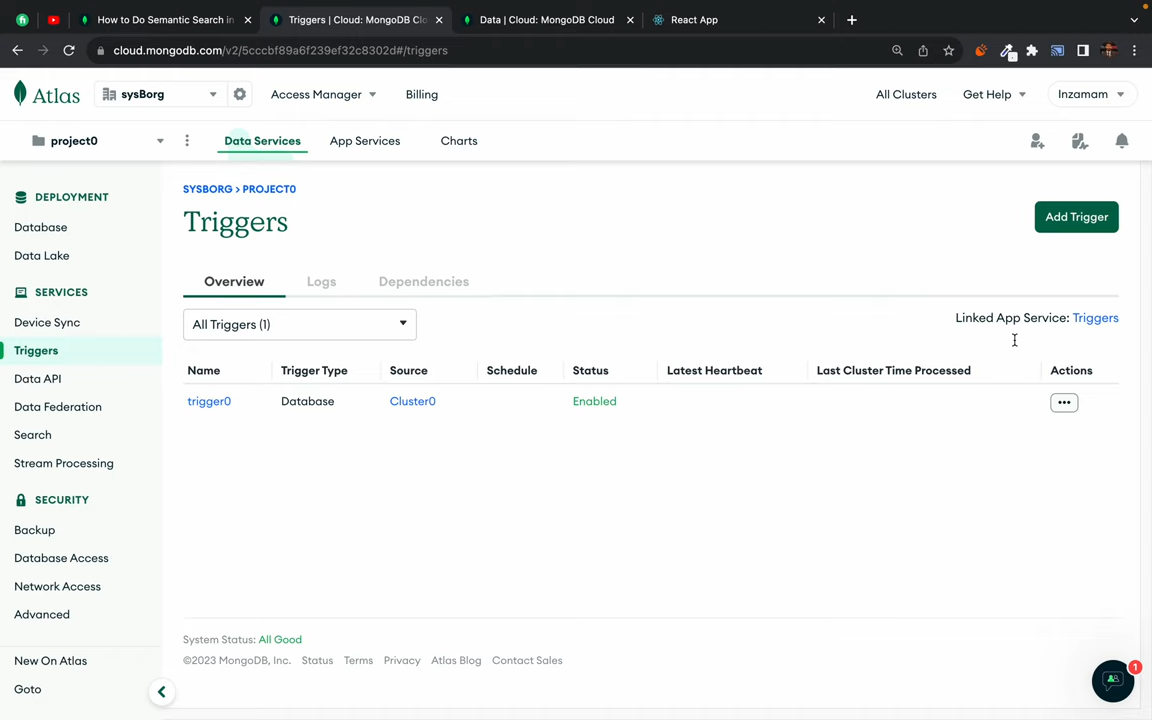 How to Do Semantic Search in
Triggers | Cloud: MongoDB Clo
Data | Cloud: MongoDB Cloud
React App
cloud.mongodb.com/v2/5cccbf89a6f239ef32c8302d#/triggers
Atlas
sysBorg
Access Manager
Billing
All Clusters
Get Help
Inzamam
project0
Data Services
App Services
Charts
DEPLOYMENT
Database
Data Lake
SERVICES
Device Sync
Triggers
Data API
Data Federation
Search
Stream Processing
SECURITY
Backup
Database Access
Network Access
Advanced
New On Atlas
Goto
SYSBORG > PROJECT0
Triggers
Add Trigger
Overview
Logs
Dependencies
All Triggers (1)
Linked App Service: Triggers
Name Trigger Type Source Schedule Status Latest Heartbeat Last Cluster Time Processed Actions
trigger0 Database Cluster0 Enabled
System Status: All Good
©2023 MongoDB, Inc. Status Terms Privacy Atlas Blog Contact Sales
1